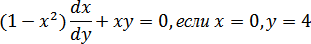 (1 − x²) dx/dy + xy = 0, если x = 0, y = 4